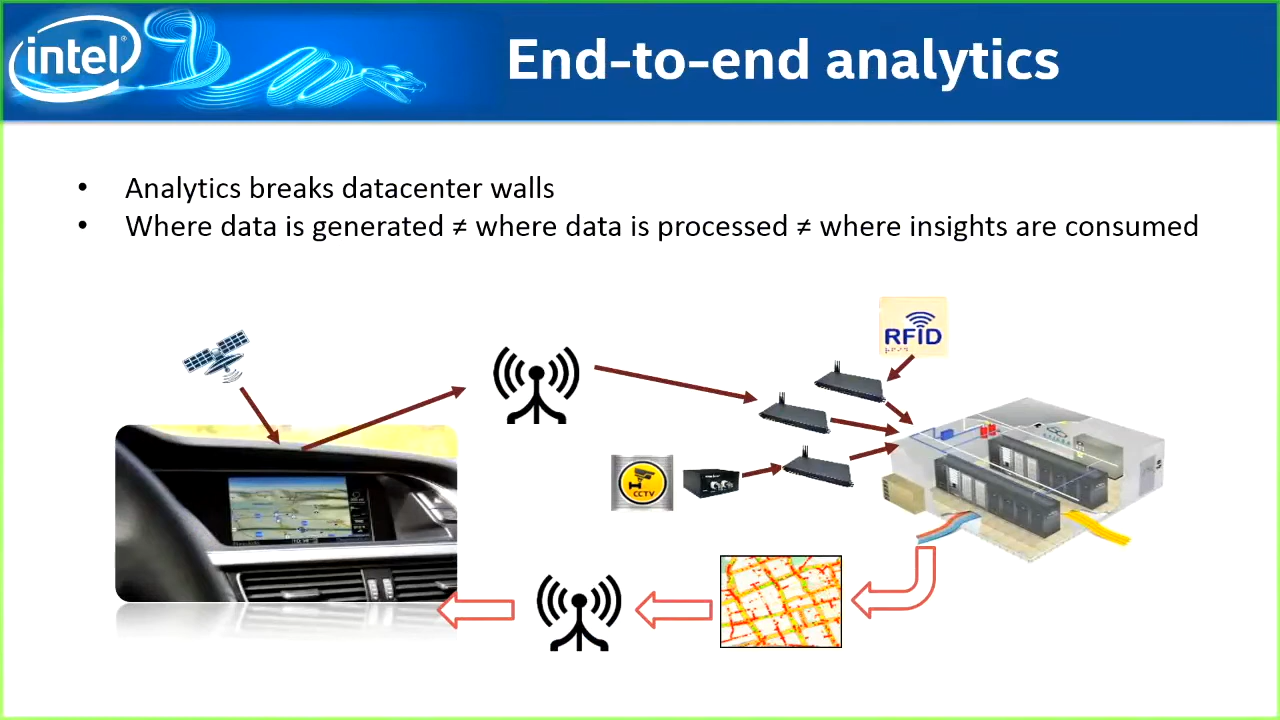 intel®
End-to-end analytics
• Analytics breaks datacenter walls
• Where data is generated ≠ where data is processed ≠ where insights are consumed
RFID
CCTV